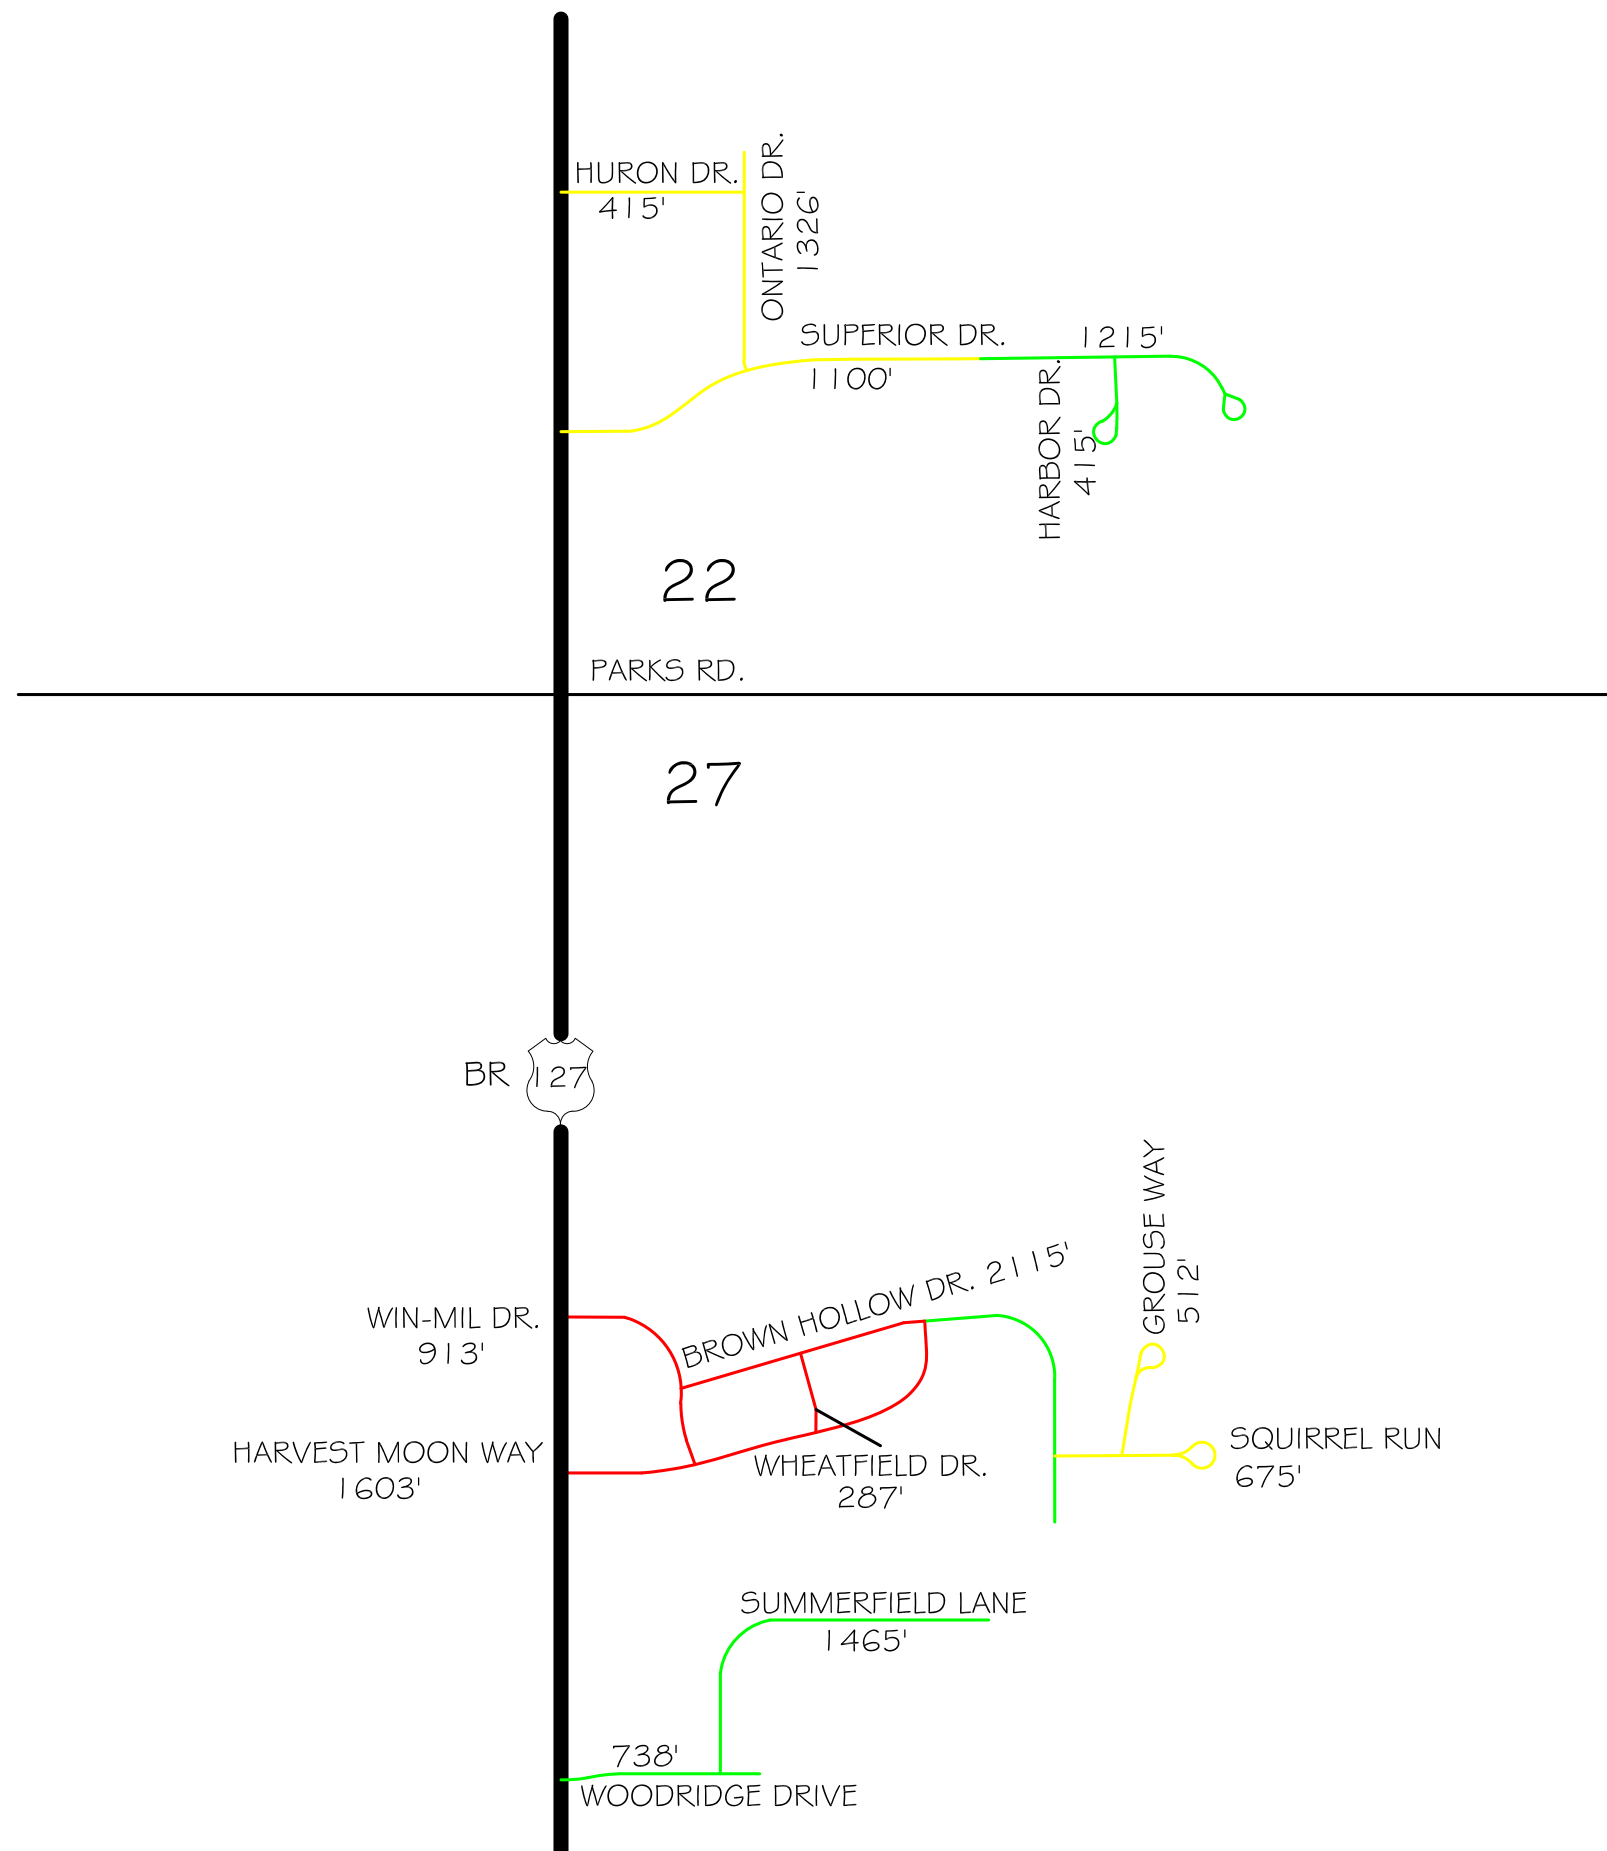 HURON DR.
415'
ONTARIO DR.
1326'
SUPERIOR DR.
1100'
1215'
HARBOR DR.
415'
22
PARKS RD.
27
BR 127
GROUSE WAY
512'
BROWN HOLLOW DR. 2115'
WIN-MIL DR.
913'
HARVEST MOON WAY
1603'
WHEATFIELD DR.
287'
SQUIRREL RUN
675'
SUMMERFIELD LANE
1465'
738'
WOODRIDGE DRIVE